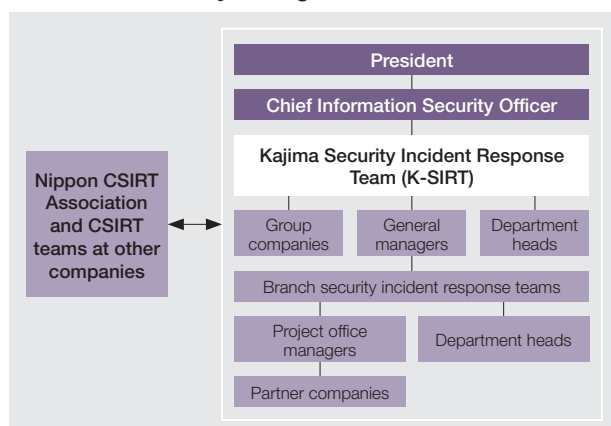 President
Chief Information Security Officer
Kajima Security Incident Response
Team (K-SIRT)
Nippon CSIRT
Association
and CSIRT
teams at other
companies
Group
companies
General
managers
Department
heads
Branch security incident response teams
Project office
managers
Department heads
Partner companies